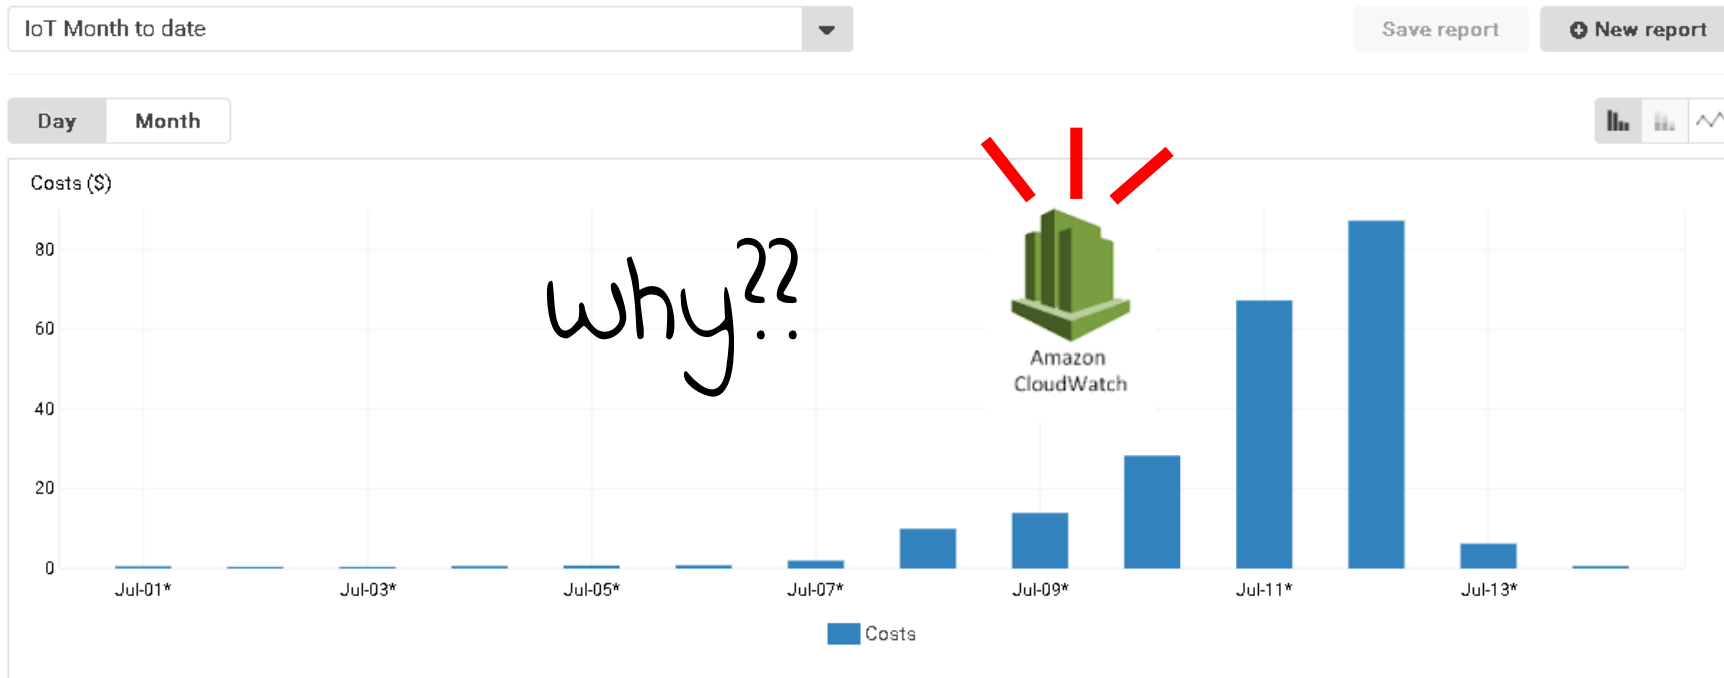 IoT Month to date
Save report
New report
Day
Month
Costs ($)
80
60
40
20
0
why??
Amazon
CloudWatch
Jul-01*
Jul-03*
Jul-05*
Jul-07*
Jul-09*
Jul-11*
Jul-13*
Costs